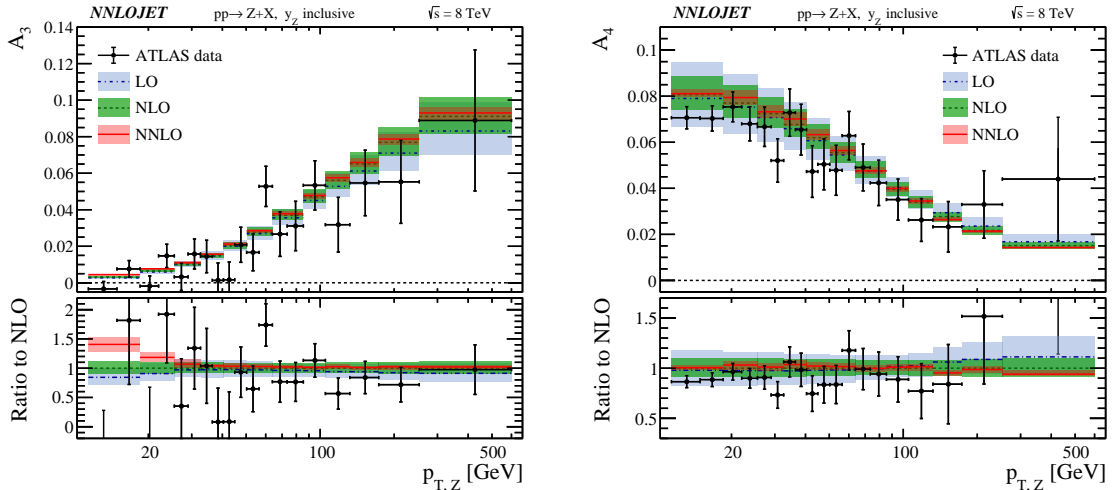 NNLOJET pp→ Z+X, y_Z inclusive √s = 8 TeV
A_3
0.14
0.12
0.1
0.08
0.06
0.04
0.02
0
ATLAS data
LO
NLO
NNLO
Ratio to NLO
2
1.5
1
0.5
0
20 100 500
p_T, Z [GeV]
NNLOJET pp→ Z+X, y_Z inclusive √s = 8 TeV
A_4
0.1
0.08
0.06
0.04
0.02
0
ATLAS data
LO
NLO
NNLO
Ratio to NLO
1.5
1
0.5
20 100 500
p_T, Z [GeV]